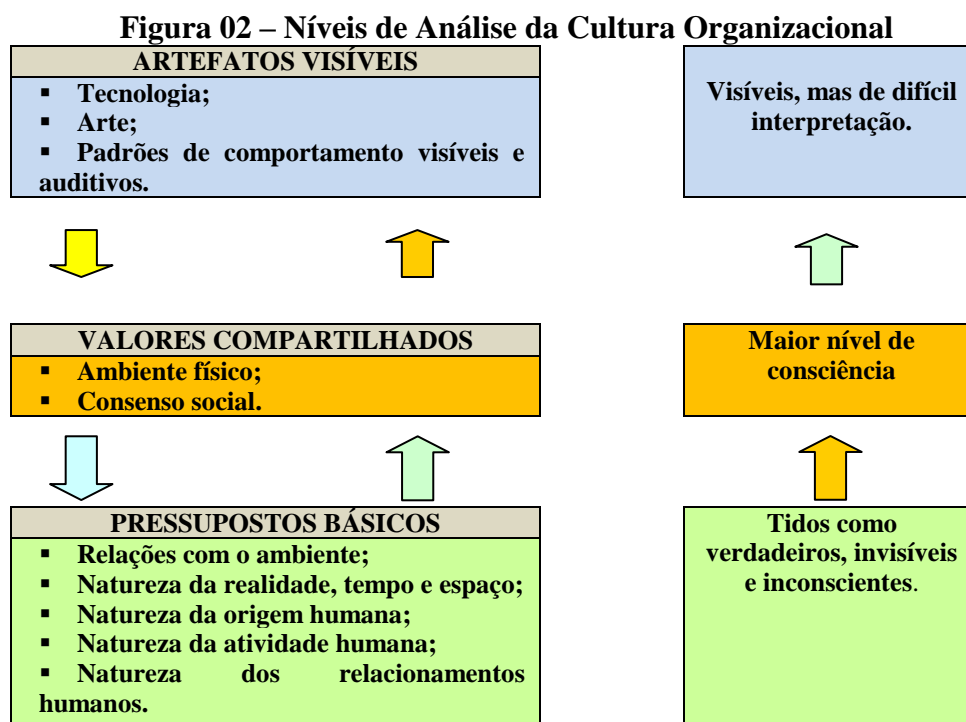 Figura 02 – Níveis de Análise da Cultura Organizacional
ARTEFATOS VISÍVEIS
▪ Tecnologia;
▪ Arte;
▪ Padrões de comportamento visíveis e
auditivos.
Visíveis, mas de difícil
interpretação.
VALORES COMPARTILHADOS
▪ Ambiente físico;
▪ Consenso social.
Maior nível de
consciência
PRESSUPOSTOS BÁSICOS
▪ Relações com o ambiente;
▪ Natureza da realidade, tempo e espaço;
▪ Natureza da origem humana;
▪ Natureza da atividade humana;
▪ Natureza dos relacionamentos
humanos.
Tidos como
verdadeiros, invisíveis
e inconscientes.